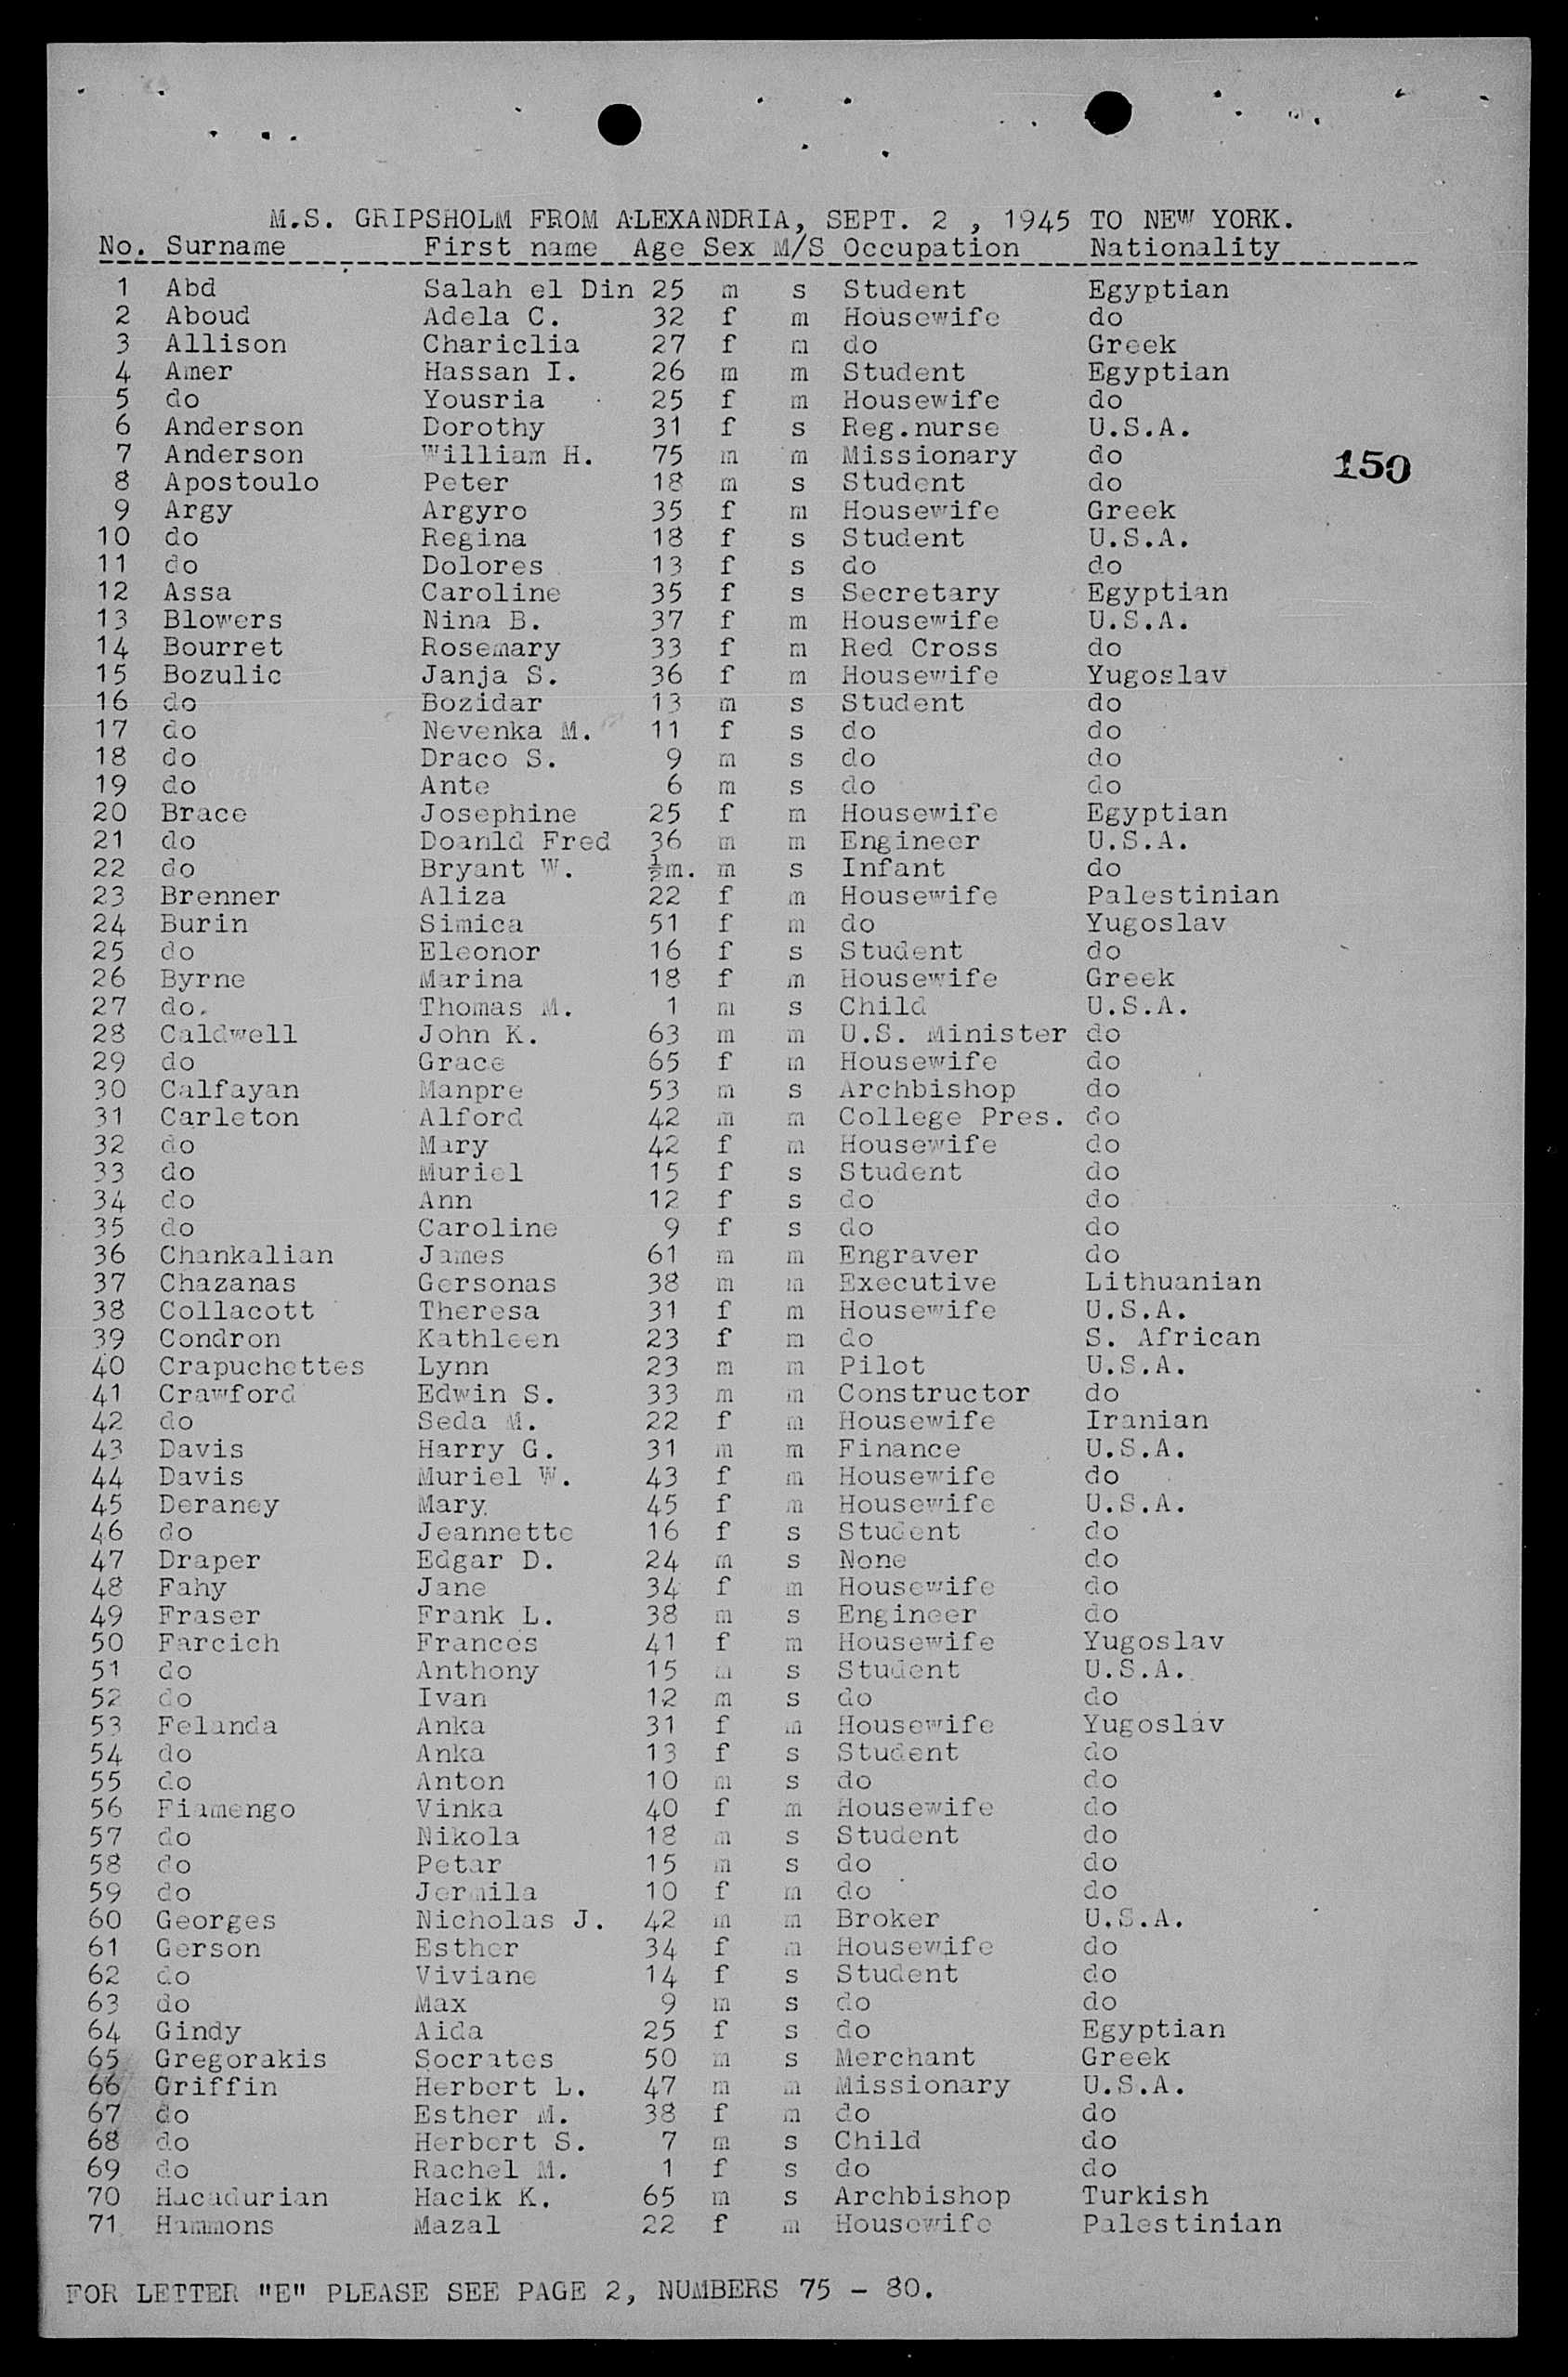 M.S. GRIPSHOLM FROM ALEXANDRIA, SEPT. 2 , 1945 TO NEW YORK.
No. Surname First name Age Sex M/S Occupation Nationality
1 Abd Salah el Din 25 m s Student Egyptian
2 Aboud Adela C. 32 f m Housewife do
3 Allison Chariclia 27 f m do Greek
4 Amer Hassan I. 26 m m Student Egyptian
5 do Yousria 25 f m Housewife do
6 Anderson Dorothy 31 f s Reg.nurse U.S.A.
7 Anderson William H. 75 m m Missionary do
150
8 Apostoulo Peter 18 m s Student do
9 Argy Argyro 35 f m Housewife Greek
10 do Regina 18 f s Student U.S.A.
11 do Dolores 13 f s do do
12 Assa Caroline 35 f s Secretary Egyptian
13 Blowers Nina B. 37 f m Housewife U.S.A.
14 Bourret Rosemary 33 f m Red Cross do
15 Bozulic Janja S. 36 f m Housewife Yugoslav
16 do Bozidar 13 m s Student do
17 do Nevenka M. 11 f s do do
18 do Draco S. 9 m s do do
19 do Ante 6 m s do do
20 Brace Josephine 25 f m Housewife Egyptian
21 do Doanld Fred 36 m m Engineer U.S.A.
22 do Bryant W. ½m. m s Infant do
23 Brenner Aliza 22 f m Housewife Palestinian
24 Burin Simica 51 f m do Yugoslav
25 do Eleonor 16 f s Student do
26 Byrne Marina 18 f m Housewife Greek
27 do. Thomas M. 1 m s Child U.S.A.
28 Caldwell John K. 63 m m U.S. Minister do
29 do Grace 65 f m Housewife do
30 Calfayan Manpre 53 m s Archbishop do
31 Carleton Alford 42 m m College Pres. do
32 do Mary 42 f m Housewife do
33 do Muriel 15 f s Student do
34 do Ann 12 f s do do
35 do Caroline 9 f s do do
36 Chankalian James 61 m m Engraver do
37 Chazanas Gersonas 38 m m Executive Lithuanian
38 Collacott Theresa 31 f m Housewife U.S.A.
39 Condron Kathleen 23 f m do S. African
40 Crapuchettes Lynn 23 m m Pilot U.S.A.
41 Crawford Edwin S. 33 m m Constructor do
42 do Seda M. 22 f m Housewife Iranian
43 Davis Harry G. 31 m m Finance U.S.A.
44 Davis Muriel W. 43 f m Housewife do
45 Deraney Mary 45 f m Housewife U.S.A.
46 do Jeannette 16 f s Student do
47 Draper Edgar D. 24 m s None do
48 Fahy Jane 34 f m Housewife do
49 Fraser Frank L. 38 m s Engineer do
50 Farcich Frances 41 f m Housewife Yugoslav
51 do Anthony 15 m s Student U.S.A.
52 do Ivan 12 m s do do
53 Felanda Anka 31 f m Housewife Yugoslav
54 do Anka 13 f s Student do
55 do Anton 10 m s do do
56 Fiamengo Vinka 40 f m Housewife do
57 do Nikola 18 m s Student do
58 do Petar 15 m s do do
59 do Jermila 10 f m do do
60 Georges Nicholas J. 42 m m Broker U.S.A.
61 Gerson Esther 34 f m Housewife do
62 do Viviane 14 f s Student do
63 do Max 9 m s do do
64 Gindy Aida 25 f s do Egyptian
65 Gregorakis Socrates 50 m s Merchant Greek
66 Griffin Herbert L. 47 m m Missionary U.S.A.
67 do Esther M. 38 f m do do
68 do Herbert S. 7 m s Child do
69 do Rachel M. 1 f s do do
70 Hacadurian Hacik K. 65 m s Archbishop Turkish
71 Hammons Mazal 22 f m Housewife Palestinian
FOR LETTER "E" PLEASE SEE PAGE 2, NUMBERS 75 - 80.